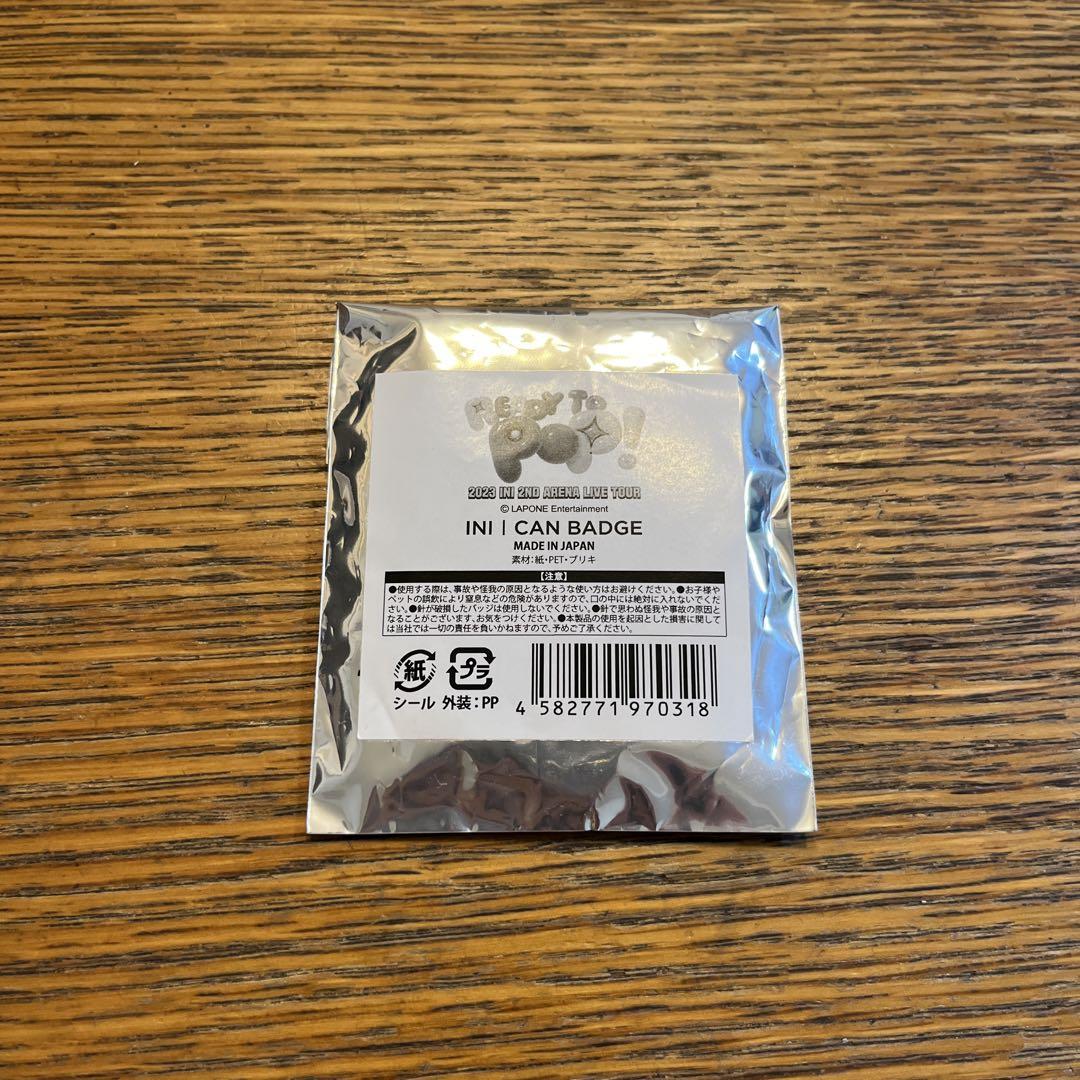 READY TO
POP!
2023 INI 2ND ARENA LIVE TOUR
© LAPONE Entertainment
INI | CAN BADGE
MADE IN JAPAN
素材：紙・PET・ブリキ
【注意】
●使用する際は、事故や怪我の原因となるような使い方はお避けください。●お子様や
ペットの誤飲により窒息などの危険がありますので、口の中には絶対に入れないでくだ
さい。●針が破損したバッジは使用しないでください。●針で思わぬ怪我や事故の原因と
なることがございます、お気をつけください。●本製品の使用を起因とした損害に関して
は当社では一切の責任を負いかねますので、予めご了承ください。
紙 プラ
シール 外装：PP
4 582771 970318